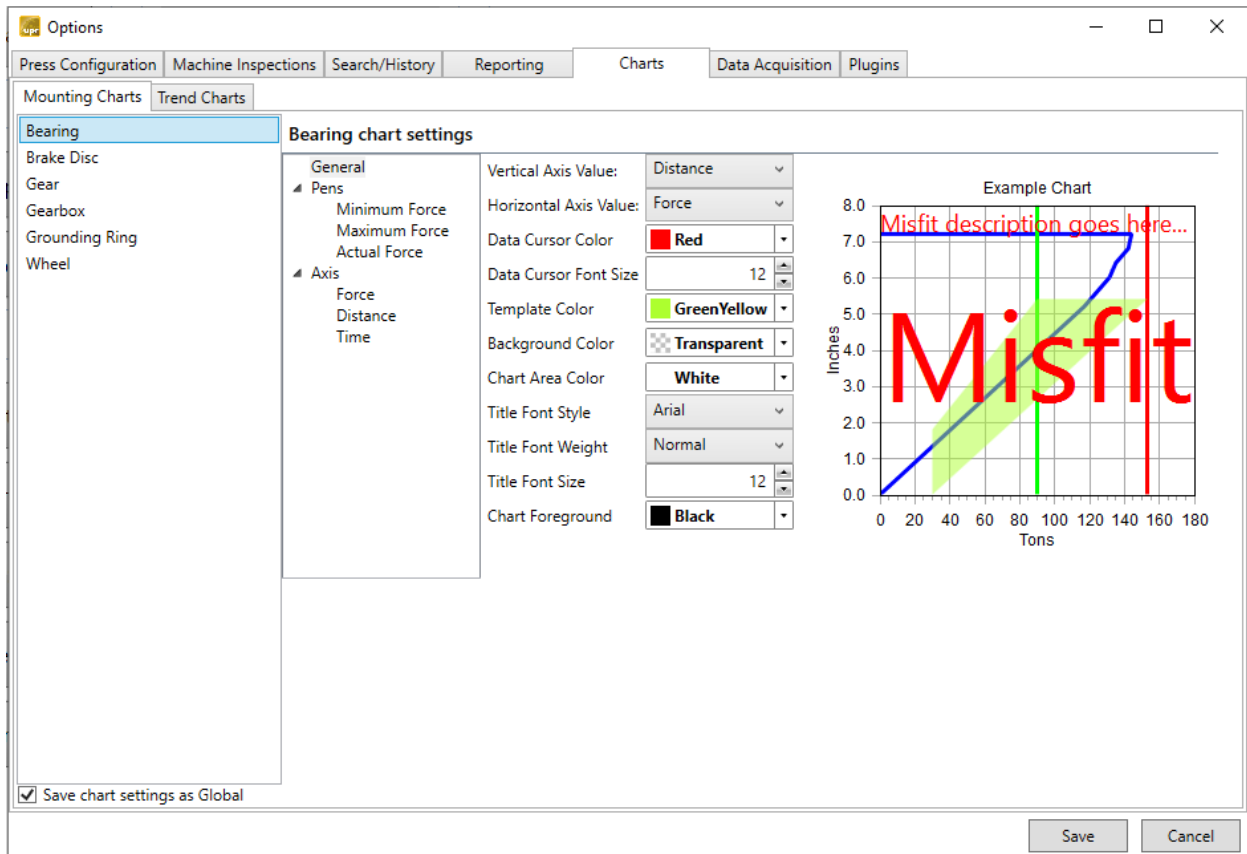 upr Options
Press Configuration Machine Inspections Search/History Reporting Charts Data Acquisition Plugins
Mounting Charts Trend Charts
Bearing
Brake Disc
Gear
Gearbox
Grounding Ring
Wheel
Bearing chart settings
General
Pens
Minimum Force
Maximum Force
Actual Force
Axis
Force
Distance
Time
Vertical Axis Value: Distance
Horizontal Axis Value: Force
Data Cursor Color Red
Data Cursor Font Size 12
Template Color GreenYellow
Background Color Transparent
Chart Area Color White
Title Font Style Arial
Title Font Weight Normal
Title Font Size 12
Chart Foreground Black
Example Chart
Misfit description goes here...
Misfit
8.0
7.0
6.0
5.0
4.0
3.0
2.0
1.0
0.0
Inches
0 20 40 60 80 100 120 140 160 180
Tons
Save chart settings as Global
Save Cancel